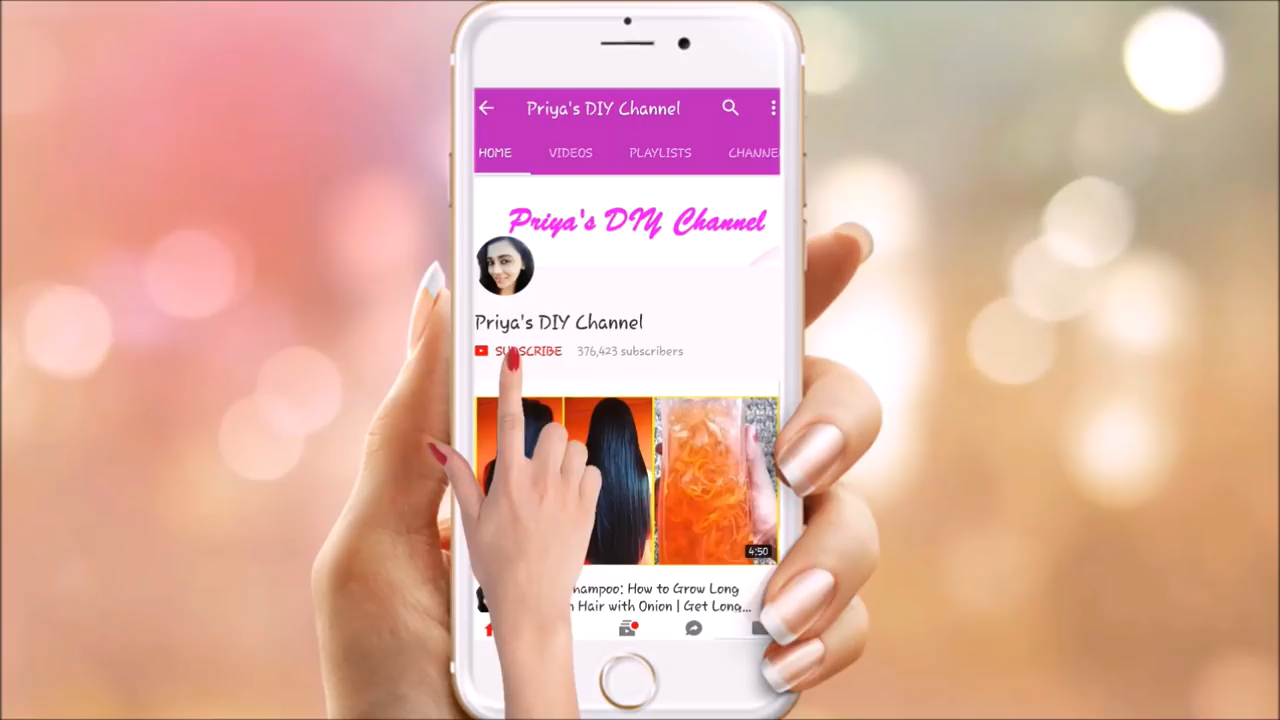 Priya's DIY Channel
HOME VIDEOS PLAYLISTS CHANNE
Priya's DIY Channel
Priya's DIY Channel
SUBSCRIBE 376,423 subscribers
4:50
hampoo: How to Grow Long
Hair with Onion | Get Long...